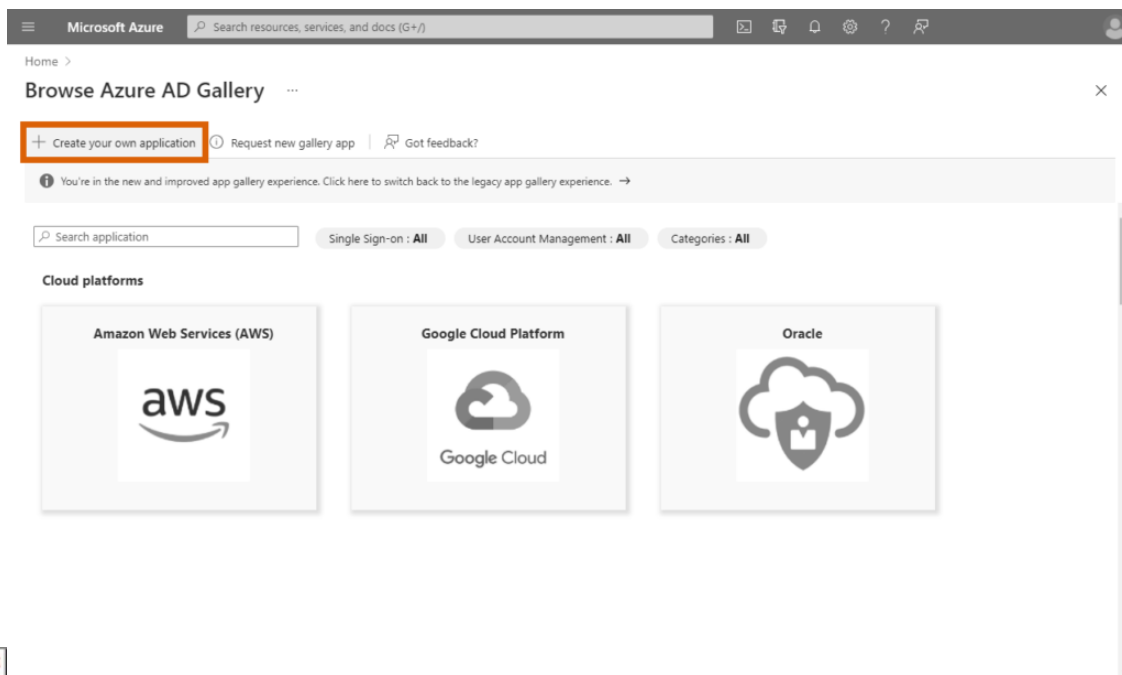 Microsoft Azure
Search resources, services, and docs (G+/)
Home >
Browse Azure AD Gallery ...
+ Create your own application
Request new gallery app
Got feedback?
You're in the new and improved app gallery experience. Click here to switch back to the legacy app gallery experience. →
Search application
Single Sign-on : All
User Account Management : All
Categories : All
Cloud platforms
Amazon Web Services (AWS)
Google Cloud Platform
Oracle
aws
Google Cloud